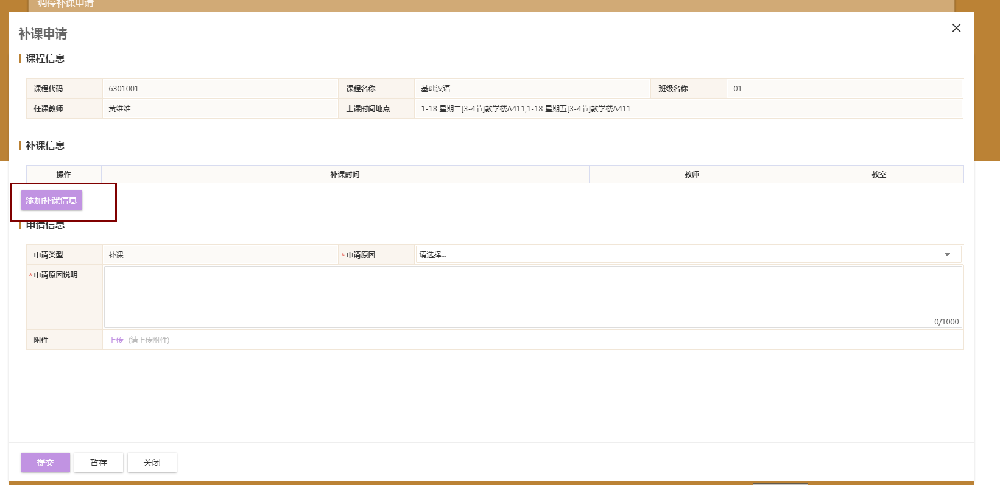 调停补课申请
补课申请
课程信息
课程代码 6301001 课程名称 基础汉语 班级名称 01
任课教师 黄维维 上课时间地点 1-18 星期二[3-4节]教学楼A411,1-18 星期五[3-4节]教学楼A411
补课信息
操作 补课时间 教师 教室
添加补课信息
申请信息
申请类型 补课 *申请原因 请选择...
*申请原因说明
0/1000
附件 上传 (请上传附件)
提交 暂存 关闭